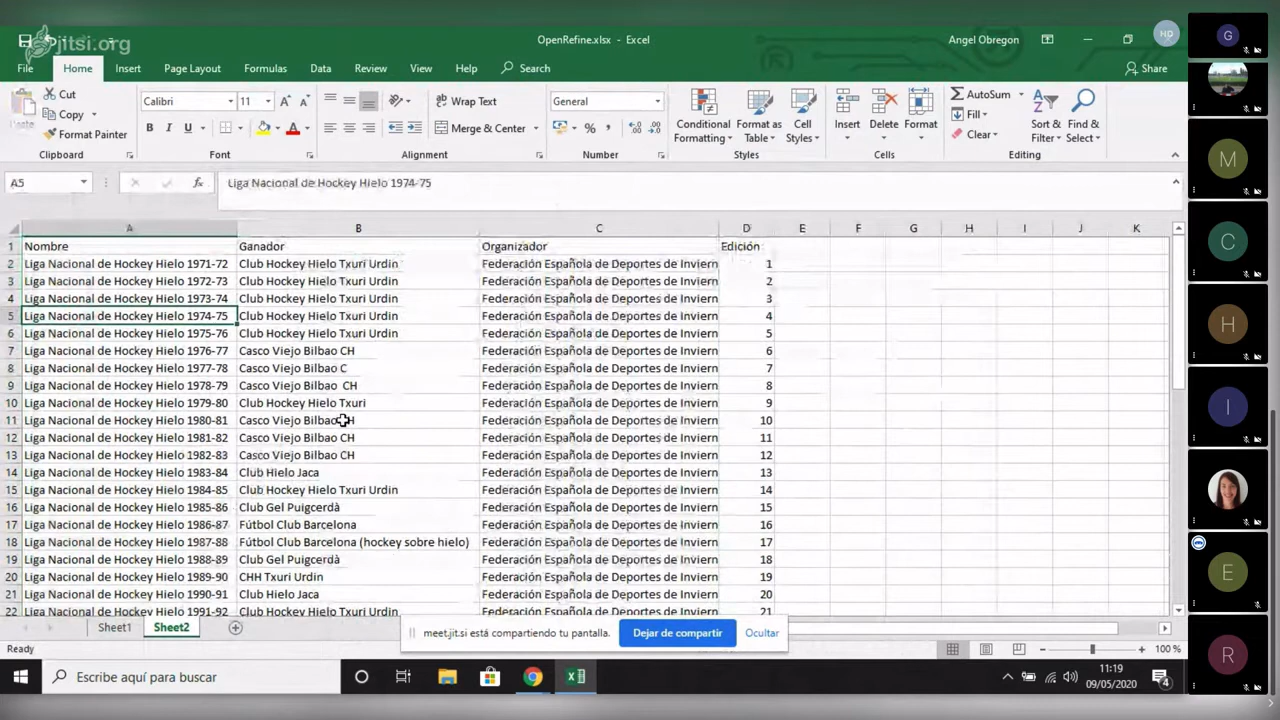 jitsi.org
OpenRefine.xlsx - Excel
Angel Obregon
HD
File Home Insert Page Layout Formulas Data Review View Help Search Share
Cut
Copy
Format Painter
Paste
Clipboard
Calibri 11
B I U
Font
Wrap Text
Merge & Center
Alignment
General
Number
Conditional Formatting
Format as Table
Cell Styles
Styles
Insert Delete Format
Cells
AutoSum
Fill
Clear
Sort & Filter
Find & Select
Editing
A5 fx Liga Nacional de Hockey Hielo 1974-75
A B C D E F G H I J K
1 Nombre Ganador Organizador Edición
2 Liga Nacional de Hockey Hielo 1971-72 Club Hockey Hielo Txuri Urdin Federación Española de Deportes de Inviern 1
3 Liga Nacional de Hockey Hielo 1972-73 Club Hockey Hielo Txuri Urdin Federación Española de Deportes de Inviern 2
4 Liga Nacional de Hockey Hielo 1973-74 Club Hockey Hielo Txuri Urdin Federación Española de Deportes de Inviern 3
5 Liga Nacional de Hockey Hielo 1974-75 Club Hockey Hielo Txuri Urdin Federación Española de Deportes de Inviern 4
6 Liga Nacional de Hockey Hielo 1975-76 Club Hockey Hielo Txuri Urdin Federación Española de Deportes de Inviern 5
7 Liga Nacional de Hockey Hielo 1976-77 Casco Viejo Bilbao CH Federación Española de Deportes de Inviern 6
8 Liga Nacional de Hockey Hielo 1977-78 Casco Viejo Bilbao C Federación Española de Deportes de Inviern 7
9 Liga Nacional de Hockey Hielo 1978-79 Casco Viejo Bilbao  CH Federación Española de Deportes de Inviern 8
10 Liga Nacional de Hockey Hielo 1979-80 Club Hockey Hielo Txuri Federación Española de Deportes de Inviern 9
11 Liga Nacional de Hockey Hielo 1980-81 Casco Viejo Bilbao CH Federación Española de Deportes de Inviern 10
12 Liga Nacional de Hockey Hielo 1981-82 Casco Viejo Bilbao CH Federación Española de Deportes de Inviern 11
13 Liga Nacional de Hockey Hielo 1982-83 Casco Viejo Bilbao CH Federación Española de Deportes de Inviern 12
14 Liga Nacional de Hockey Hielo 1983-84 Club Hielo Jaca Federación Española de Deportes de Inviern 13
15 Liga Nacional de Hockey Hielo 1984-85 Club Hockey Hielo Txuri Urdin Federación Española de Deportes de Inviern 14
16 Liga Nacional de Hockey Hielo 1985-86 Club Gel Puigcerdà Federación Española de Deportes de Inviern 15
17 Liga Nacional de Hockey Hielo 1986-87 Fútbol Club Barcelona Federación Española de Deportes de Inviern 16
18 Liga Nacional de Hockey Hielo 1987-88 Fútbol Club Barcelona (hockey sobre hielo) Federación Española de Deportes de Inviern 17
19 Liga Nacional de Hockey Hielo 1988-89 Club Gel Puigcerdà Federación Española de Deportes de Inviern 18
20 Liga Nacional de Hockey Hielo 1989-90 CHH Txuri Urdin Federación Española de Deportes de Inviern 19
21 Liga Nacional de Hockey Hielo 1990-91 Club Hielo Jaca Federación Española de Deportes de Inviern 20
22 Liga Nacional de Hockey Hielo 1991-92 Club Hockey Hielo Txuri Urdin Federación Española de Deportes de Inviern 21
Sheet1 Sheet2
meet.jit.si está compartiendo tu pantalla. Dejar de compartir Ocultar
Ready 100 %
Escribe aquí para buscar
11:19
09/05/2020
4
G
M
C
H
I
E
R